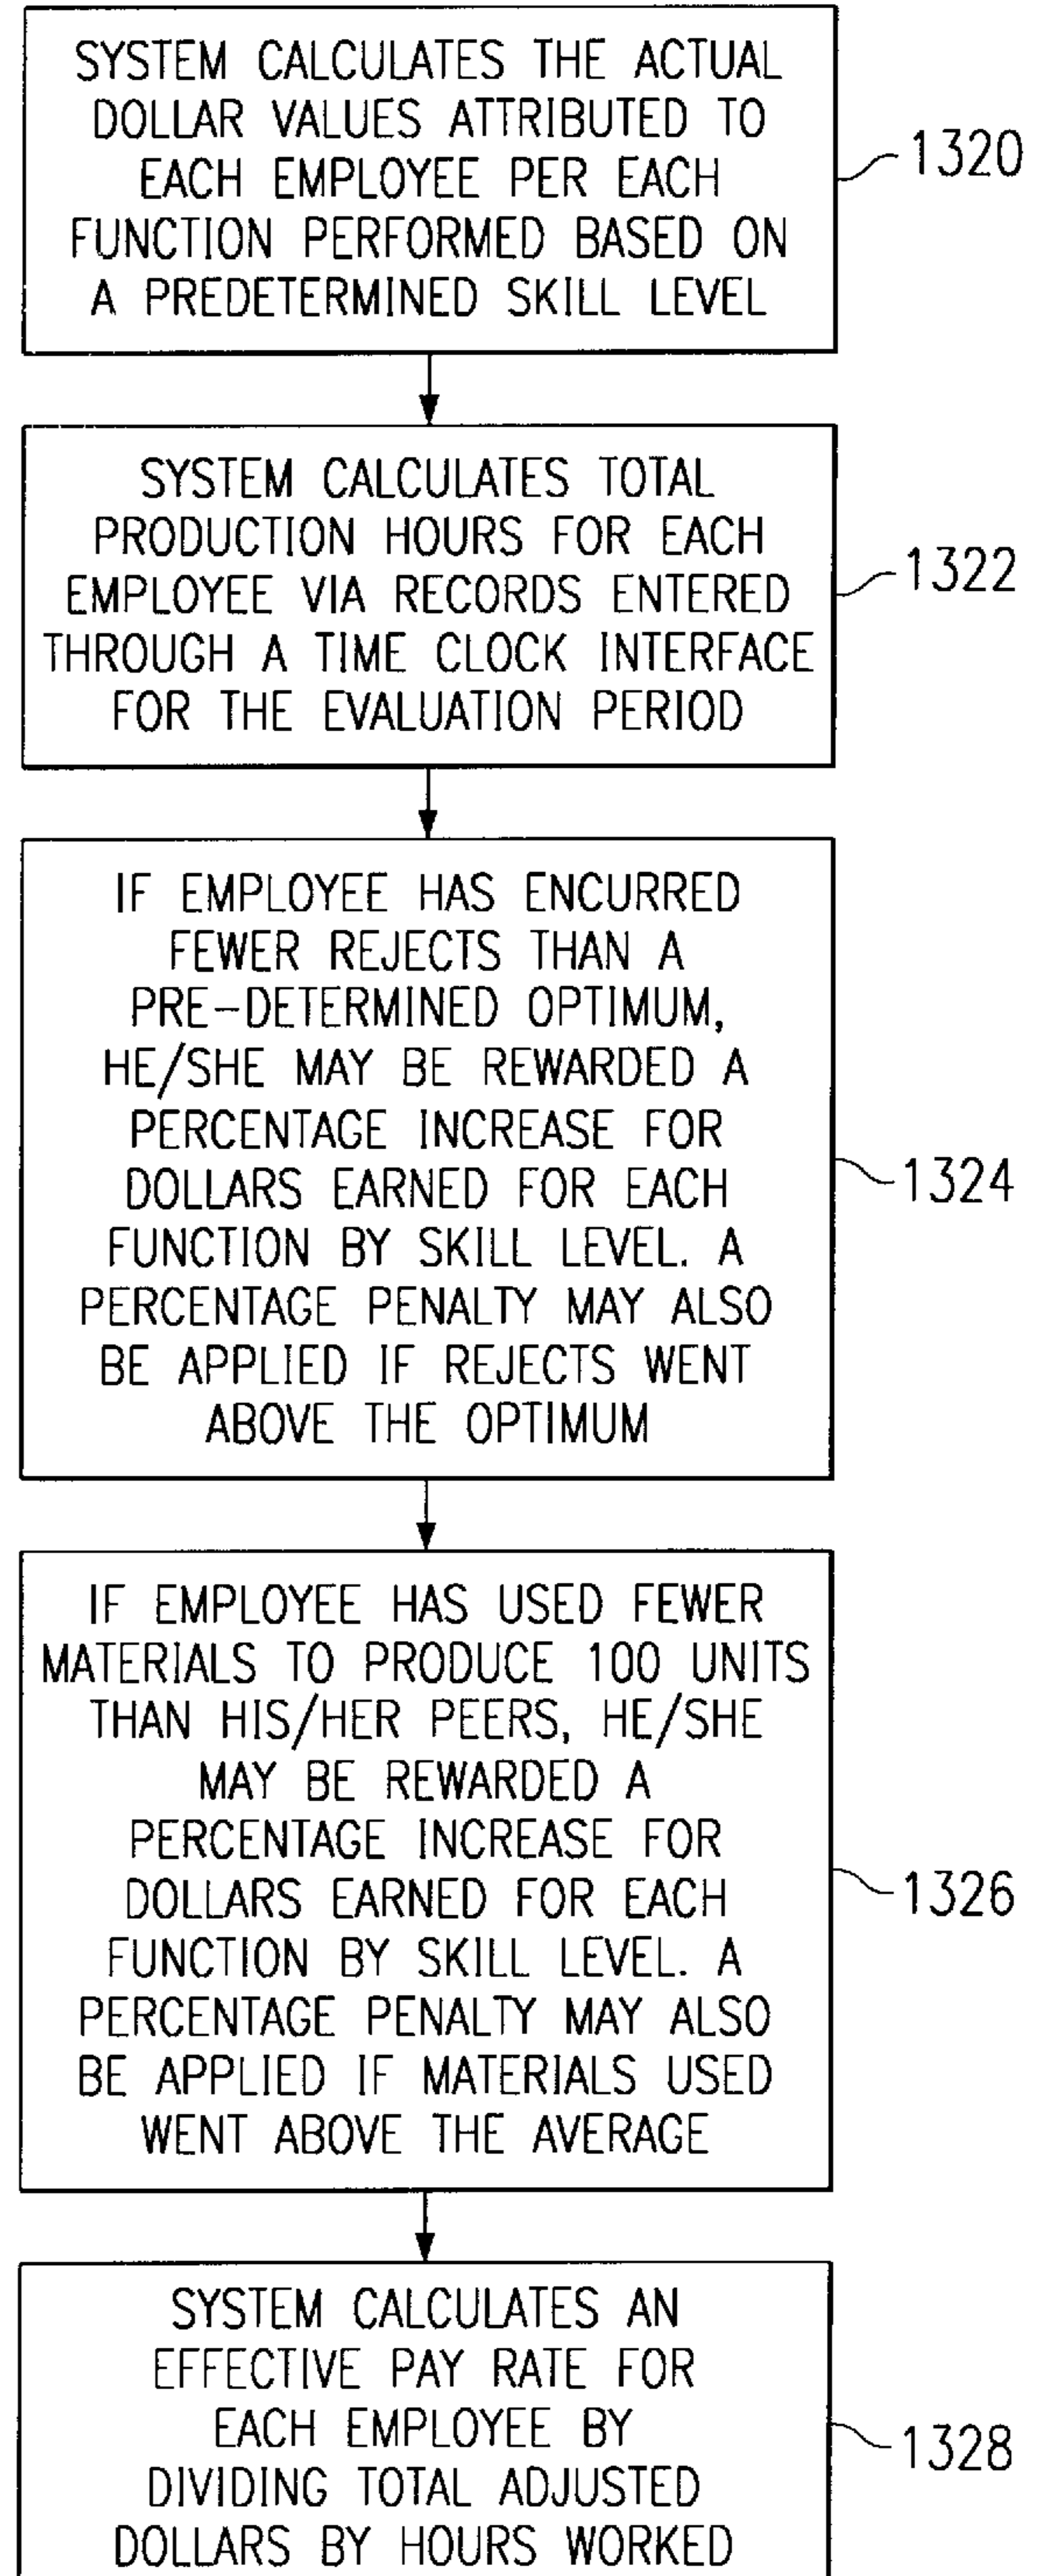 SYSTEM CALCULATES THE ACTUAL
DOLLAR VALUES ATTRIBUTED TO
EACH EMPLOYEE PER EACH
FUNCTION PERFORMED BASED ON
A PREDETERMINED SKILL LEVEL
1320
SYSTEM CALCULATES TOTAL
PRODUCTION HOURS FOR EACH
EMPLOYEE VIA RECORDS ENTERED
THROUGH A TIME CLOCK INTERFACE
FOR THE EVALUATION PERIOD
1322
IF EMPLOYEE HAS ENCURRED
FEWER REJECTS THAN A
PRE-DETERMINED OPTIMUM,
HE/SHE MAY BE REWARDED A
PERCENTAGE INCREASE FOR
DOLLARS EARNED FOR EACH
FUNCTION BY SKILL LEVEL. A
PERCENTAGE PENALTY MAY ALSO
BE APPLIED IF REJECTS WENT
ABOVE THE OPTIMUM
1324
IF EMPLOYEE HAS USED FEWER
MATERIALS TO PRODUCE 100 UNITS
THAN HIS/HER PEERS, HE/SHE
MAY BE REWARDED A
PERCENTAGE INCREASE FOR
DOLLARS EARNED FOR EACH
FUNCTION BY SKILL LEVEL. A
PERCENTAGE PENALTY MAY ALSO
BE APPLIED IF MATERIALS USED
WENT ABOVE THE AVERAGE
1326
SYSTEM CALCULATES AN
EFFECTIVE PAY RATE FOR
EACH EMPLOYEE BY
DIVIDING TOTAL ADJUSTED
DOLLARS BY HOURS WORKED
1328